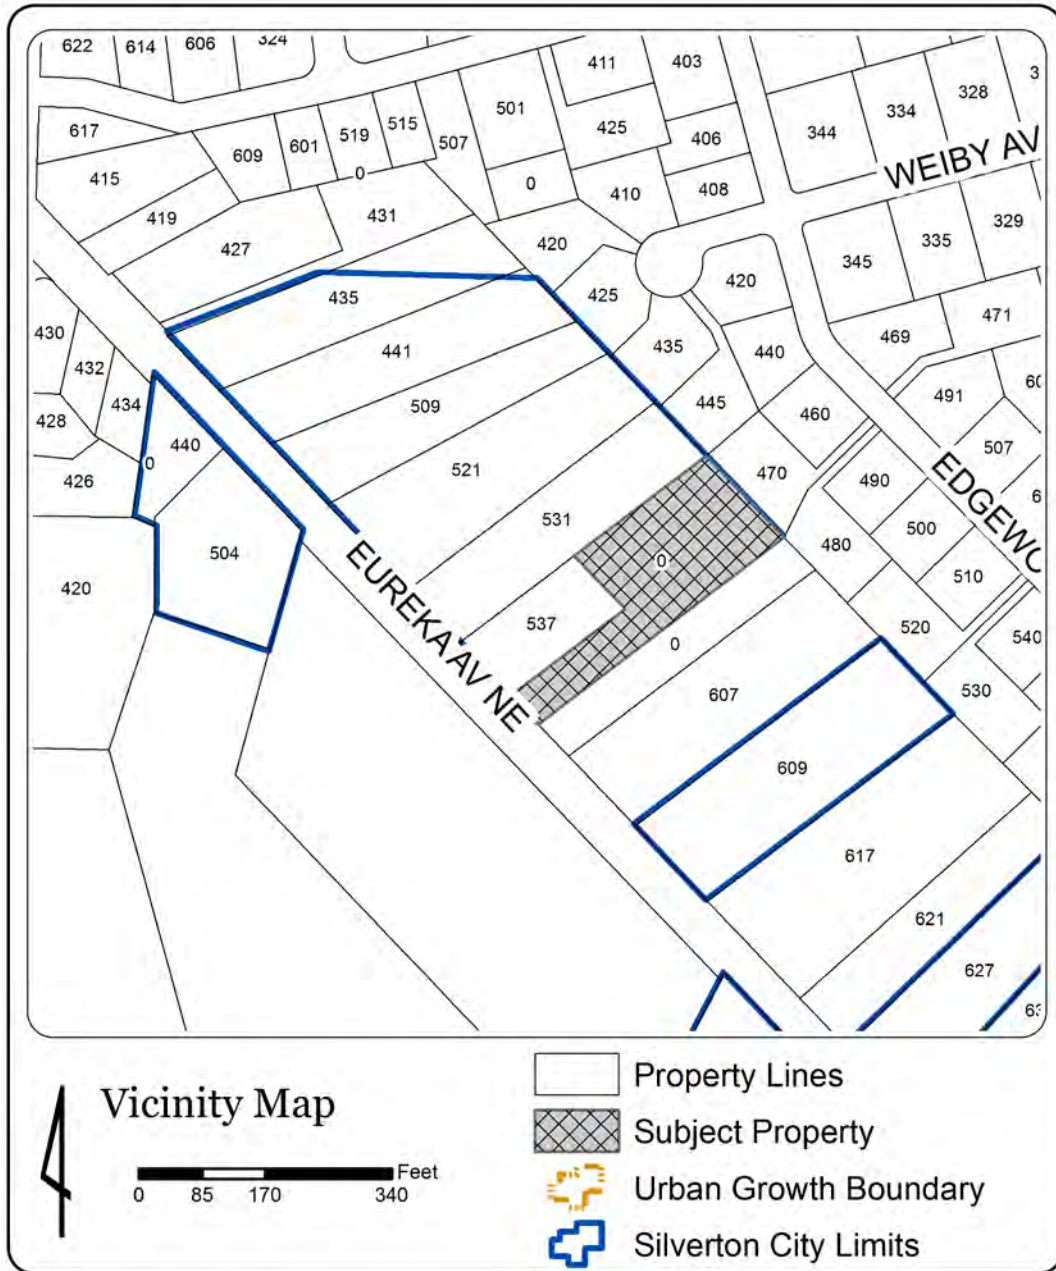 622 614 606 324
411 403
501 328
617 609 601 519 515 507 425 406 344 334
415 0 0 410 408 WEIBY AV
419 431 329
427 420 335
345
435 425 420
430 441 435 440 469 471
432
434 509 445 460 491
428 440
426 0 521 470 490 507
EDGEWO
504 531 0 480 500
420 EUREKA AV NE 510
537 0 520 540
607 530
609
617
621
627
Vicinity Map
Feet
0 85 170 340
Property Lines
Subject Property
Urban Growth Boundary
Silverton City Limits